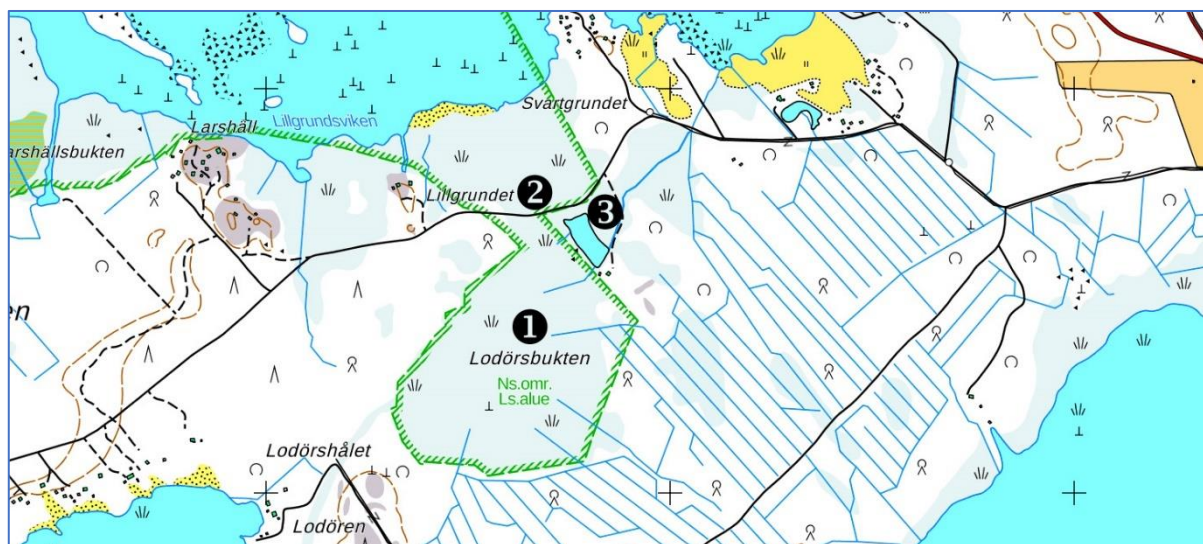 Svartgrundet
Larshäll
Lillgrundsviken
arshällsbukten
Lillgrundet
2
3
en
1
Lodörsbukten
Ns.omr.
Ls.alue
Lodörshålet
Lodören